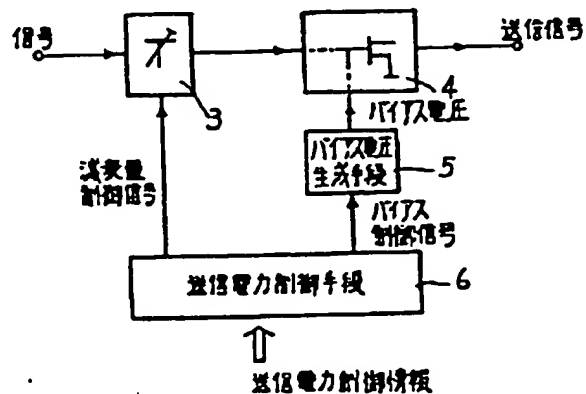 信号
送信信号
3
4
バイアス電圧
バイアス電圧
生成手段
5
減衰量
制御信号
バイアス
制御信号
送信電力制御手段
6
送信電力制御情報